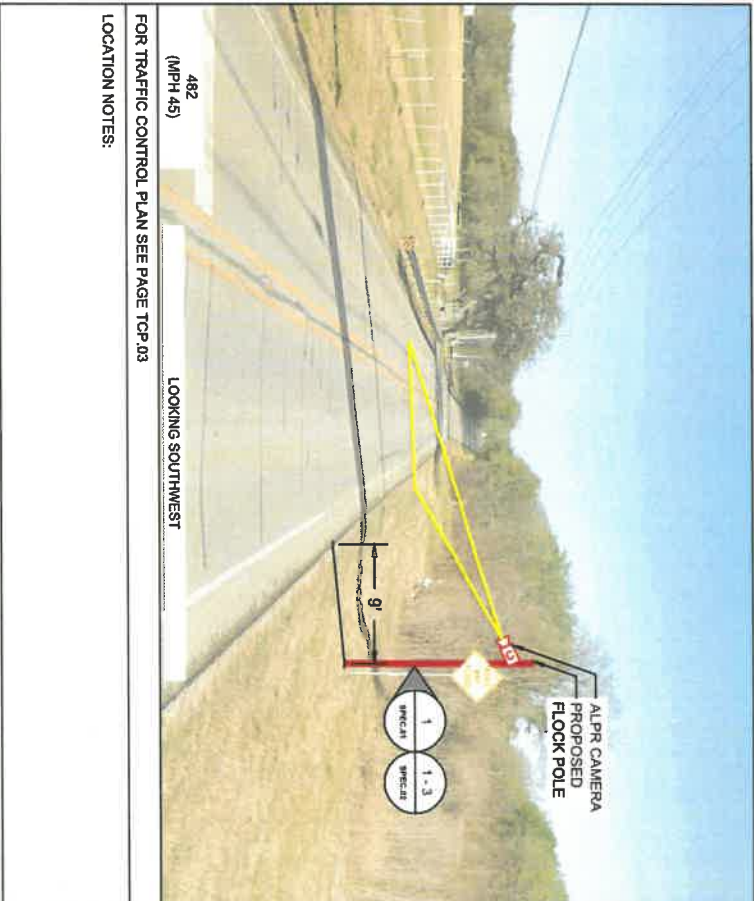 ALPR CAMERA
PROPOSED
FLOCK POLE
9'
1
SPEC.01
1 - 3
SPEC.02
482
(MPH 45)
LOOKING SOUTHWEST
FOR TRAFFIC CONTROL PLAN SEE PAGE TCP.03
LOCATION NOTES: